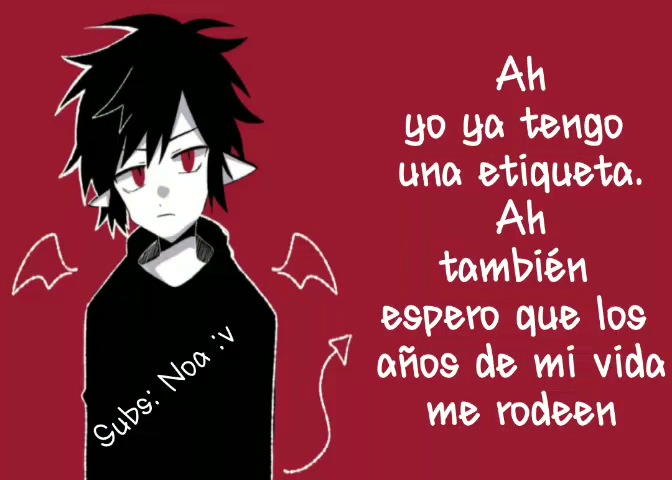 Ah
yo ya tengo
una etiqueta.
Ah
también
espero que los
años de mi vida
me rodeen
Subs: Noa :v